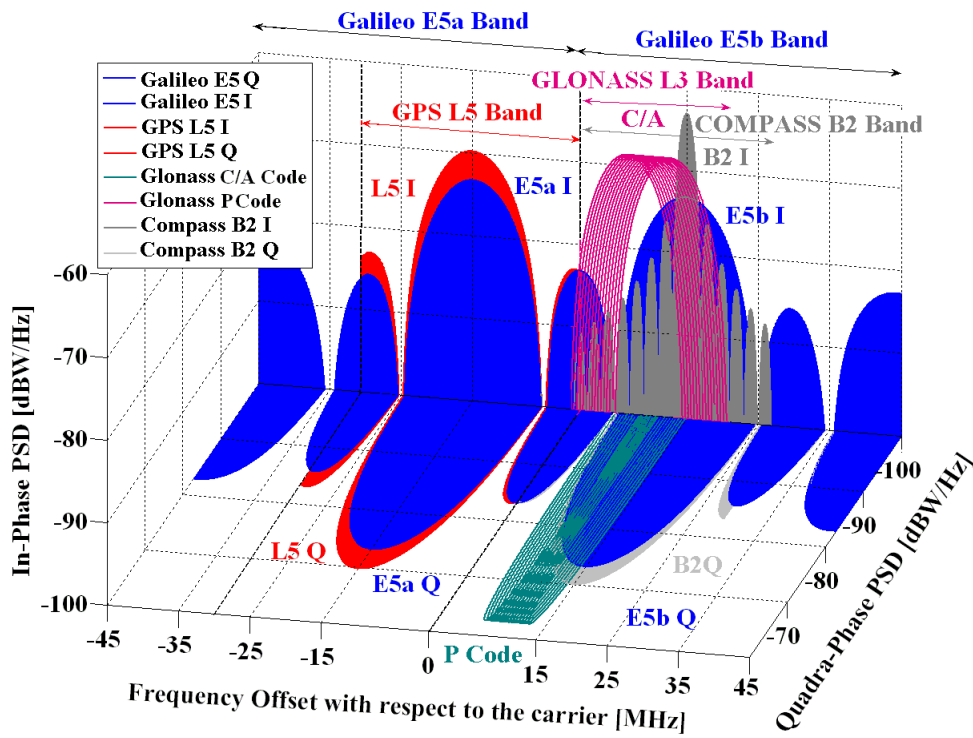 Galileo E5a Band
Galileo E5b Band
Galileo E5 Q
Galileo E5 I
GPS L5 I
GPS L5 Q
Glonass C/A Code
Glonass P Code
Compass B2 I
Compass B2 Q
GLONASS L3 Band
GPS L5 Band
C/A
COMPASS B2 Band
B2 I
L5 I
E5a I
E5b I
-60
-70
-80
-90
-100
In-Phase PSD [dBW/Hz]
L5 Q
E5a Q
B2Q
E5b Q
P Code
-45
-35
-25
-15
0
15
25
35
45
Frequency Offset with respect to the carrier [MHz]
-100
-90
-80
-70
Quadra-Phase PSD [dBW/Hz]